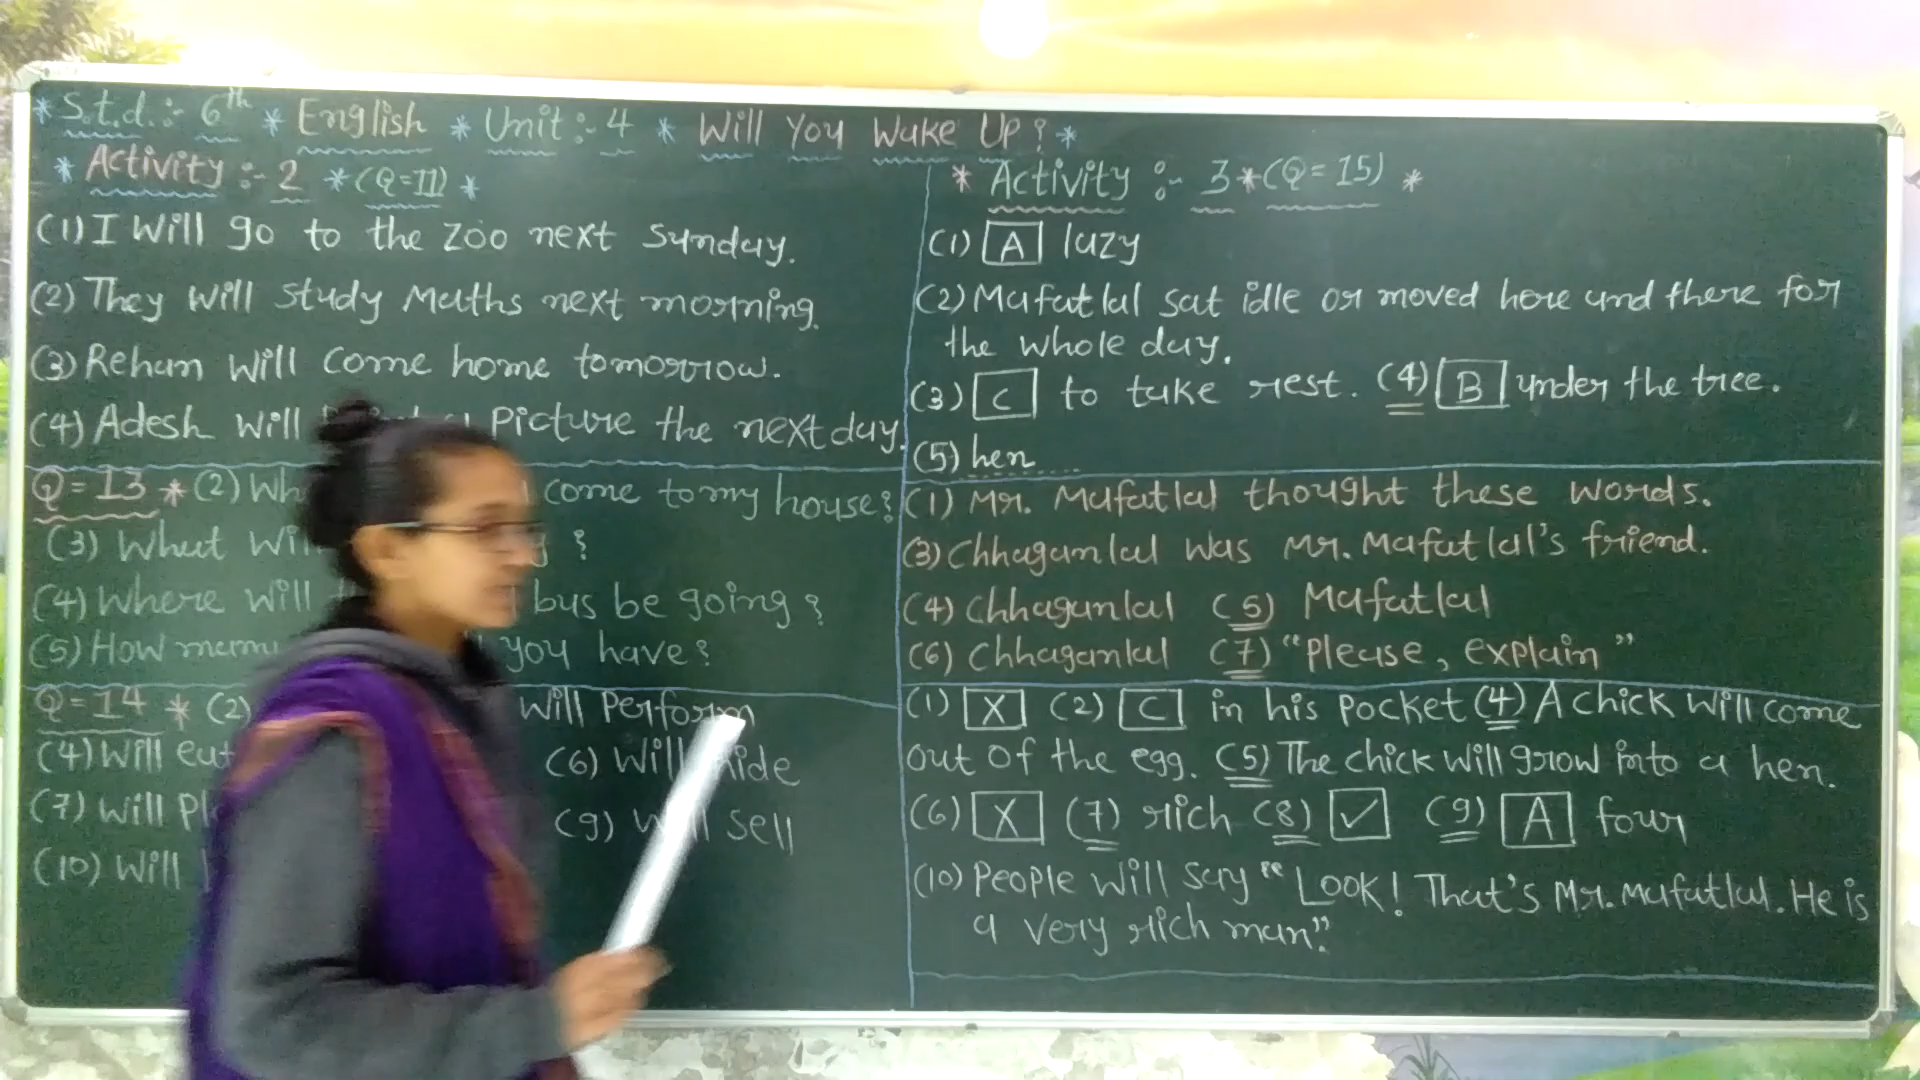 * S.t.d. :- 6th * English * Unit :- 4 * Will You Wake Up? *
* Activity :- 2 * (Q=11) *
(1) I will go to the zoo next Sunday.
(2) They will study Maths next morning.
(3) Rehan will come home tomorrow.
(4) Adesh will picture the next day.
Q=13 * (2) come to my house?
(3) What ?
(4) Where will bus be going?
(5) How many you have?
Q=14 * (2) will perform
(4) will eat (6) will hide
(7) will (9) will sell
(10) will
* Activity :- 3 * (Q=15) *
(1) A lazy
(2) Mafatlal sat idle or moved here and there for
the whole day.
(3) C to take rest. (4) B under the tree.
(5) hen....
(1) Mr. Mafatlal thought these words.
(3) Chhaganlal was Mr. Mafatlal's friend.
(4) Chhaganlal (5) Mafatlal
(6) Chhaganlal (7) "Please, explain"
(1) X (2) C in his pocket (4) A chick will come
out of the egg. (5) The chick will grow into a hen.
(6) X (7) rich (8) ✓ (9) A four
(10) People will say "Look! That's Mr. Mafatlal. He is
a very rich man".